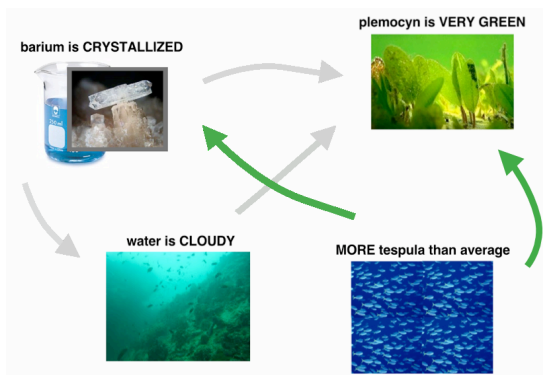 plemocyn is VERY GREEN
barium is CRYSTALLIZED
water is CLOUDY
MORE tespula than average